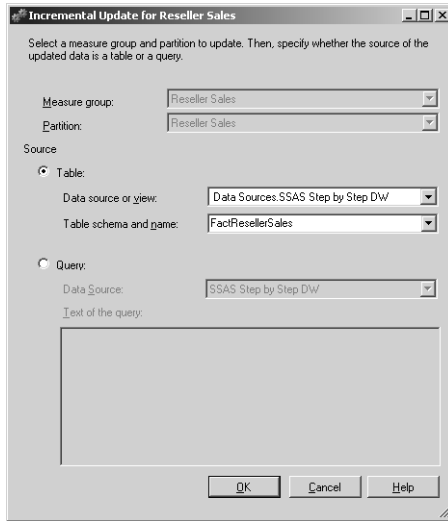 Incremental Update for Reseller Sales
Select a measure group and partition to update. Then, specify whether the source of the
updated data is a table or a query.
Measure group: Reseller Sales
Partition: Reseller Sales
Source
Table:
Data source or view: Data Sources.SSAS Step by Step DW
Table schema and name: FactResellerSales
Query:
Data Source: SSAS Step by Step DW
Text of the query:
OK Cancel Help